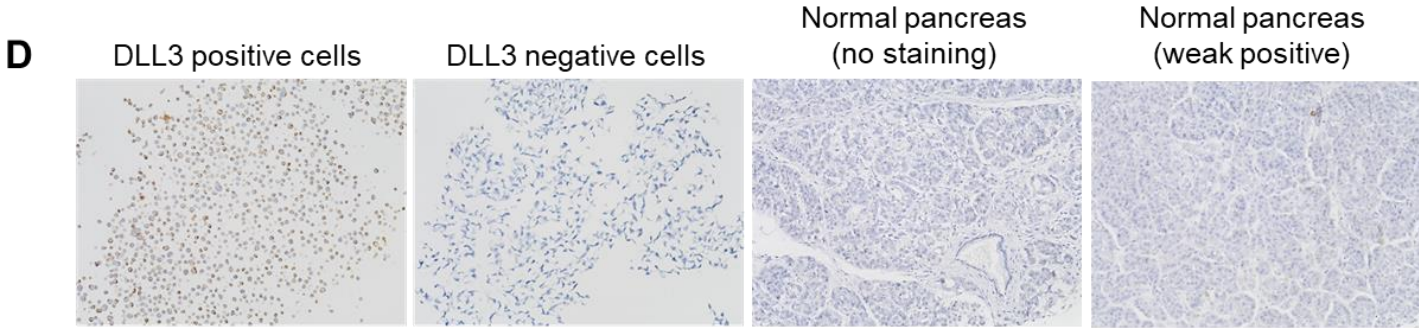 D
DLL3 positive cells
DLL3 negative cells
Normal pancreas
(no staining)
Normal pancreas
(weak positive)